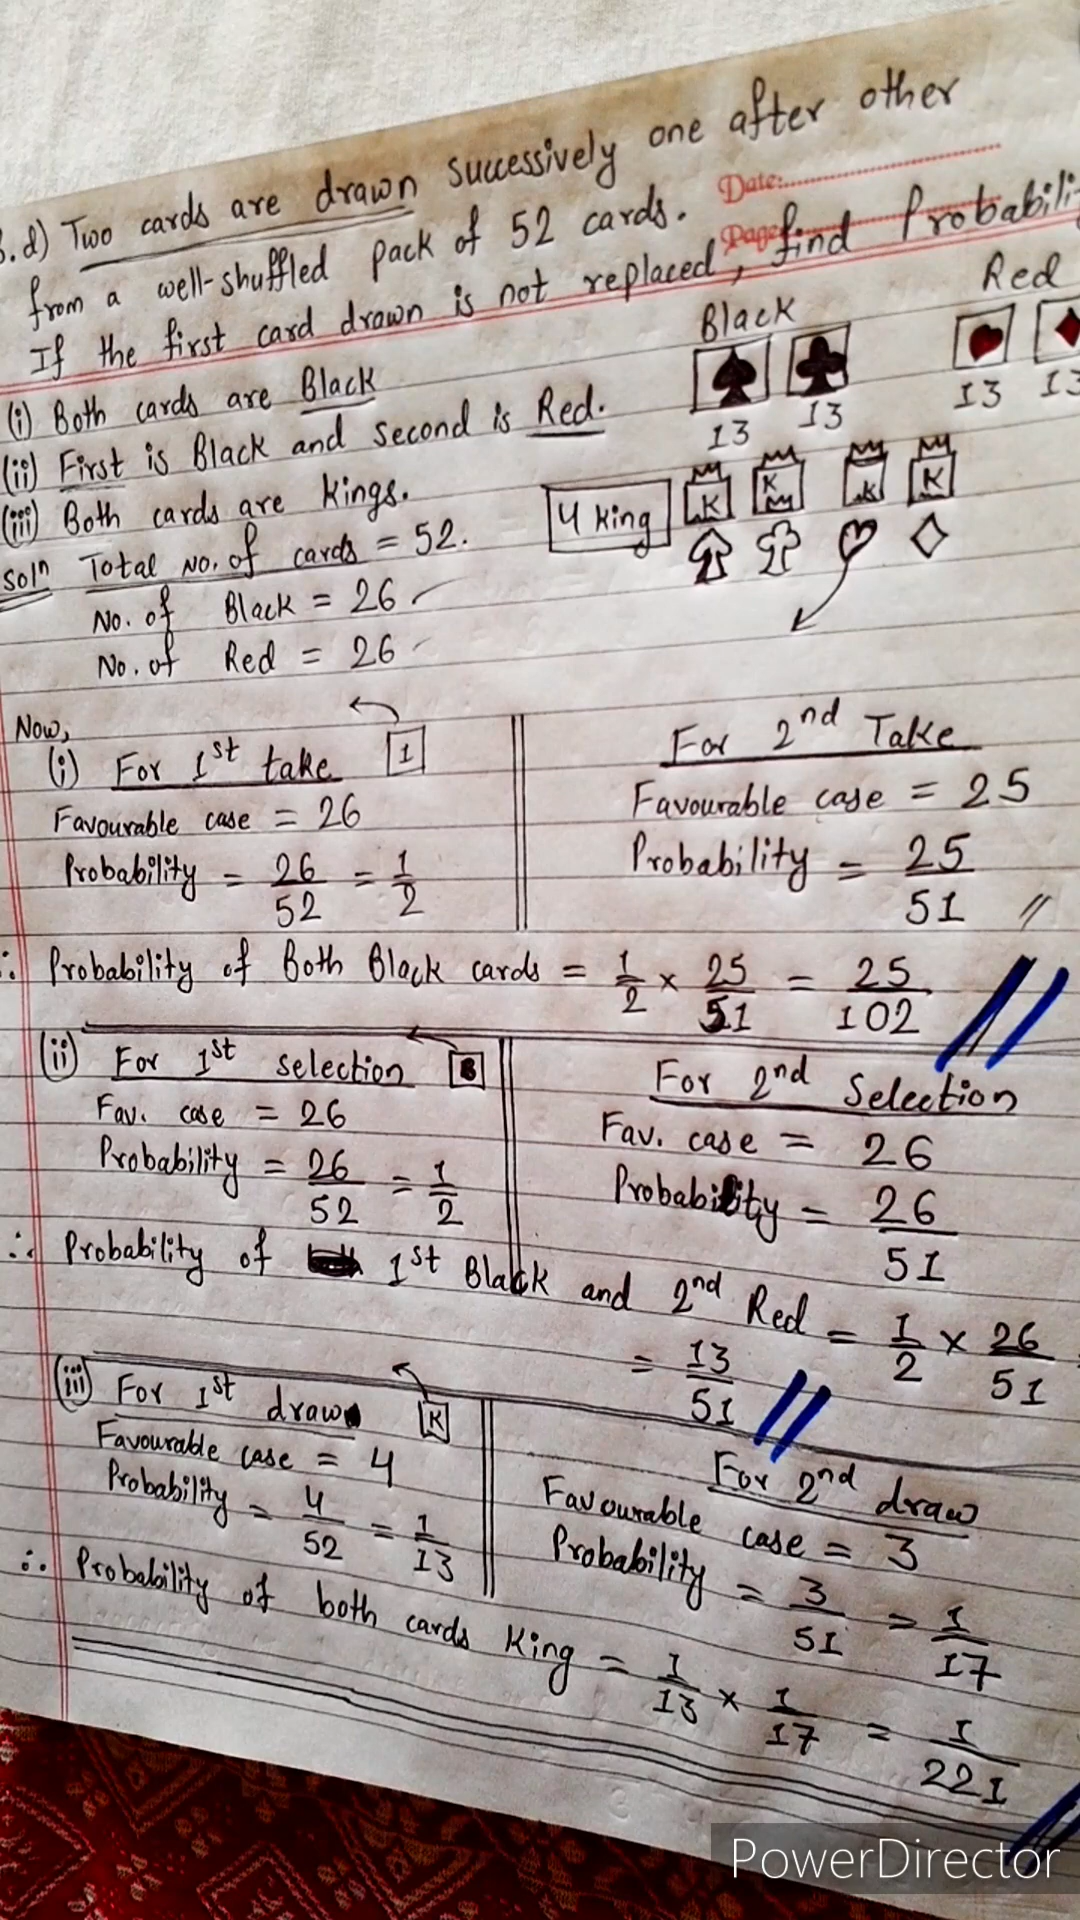 3.d) Two cards are drawn successively one after other
from a well-shuffled pack of 52 cards.
Date:
Page:
If the first card drawn is not replaced, find Probabili
(i) Both cards are Black
(ii) First is Black and second is Red.
(iii) Both cards are Kings.
Black
Red
13 13
13 13
4 King
K K K K
Soln Total No. of cards = 52.
No. of Black = 26
No. of Red = 26
Now,
(i) For 1st take 1
Favourable case = 26
Probability = 26/52 = 1/2
For 2nd Take
Favourable case = 25
Probability = 25/51 //
∴ Probability of Both Black cards = 1/2 × 25/51 = 25/102 //
(ii) For 1st selection B
Fav. case = 26
Probability = 26/52 = 1/2
For 2nd Selection
Fav. case = 26
Probability = 26/51
∴ Probability of 1st Black and 2nd Red = 1/2 × 26/51
= 13/51 //
(iii) For 1st draw K
Favourable case = 4
Probability = 4/52 = 1/13
For 2nd draw
Favourable case = 3
Probability = 3/51 = 1/17
∴ Probability of both cards King = 1/13 × 1/17 = 1/221 //
PowerDirector